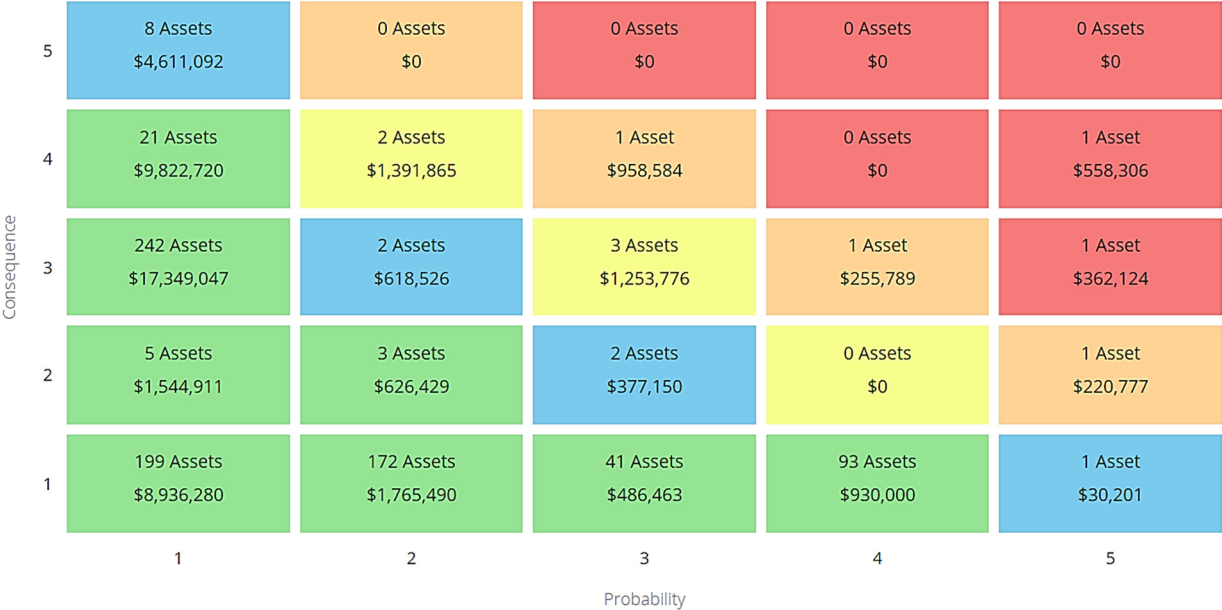 8 Assets
$4,611,092
0 Assets
$0
0 Assets
$0
0 Assets
$0
0 Assets
$0
5
21 Assets
$9,822,720
2 Assets
$1,391,865
1 Asset
$958,584
0 Assets
$0
1 Asset
$558,306
4
242 Assets
$17,349,047
2 Assets
$618,526
3 Assets
$1,253,776
1 Asset
$255,789
1 Asset
$362,124
3
Consequence
5 Assets
$1,544,911
3 Assets
$626,429
2 Assets
$377,150
0 Assets
$0
1 Asset
$220,777
2
199 Assets
$8,936,280
172 Assets
$1,765,490
41 Assets
$486,463
93 Assets
$930,000
1 Asset
$30,201
1
1 2 3 4 5
Probability